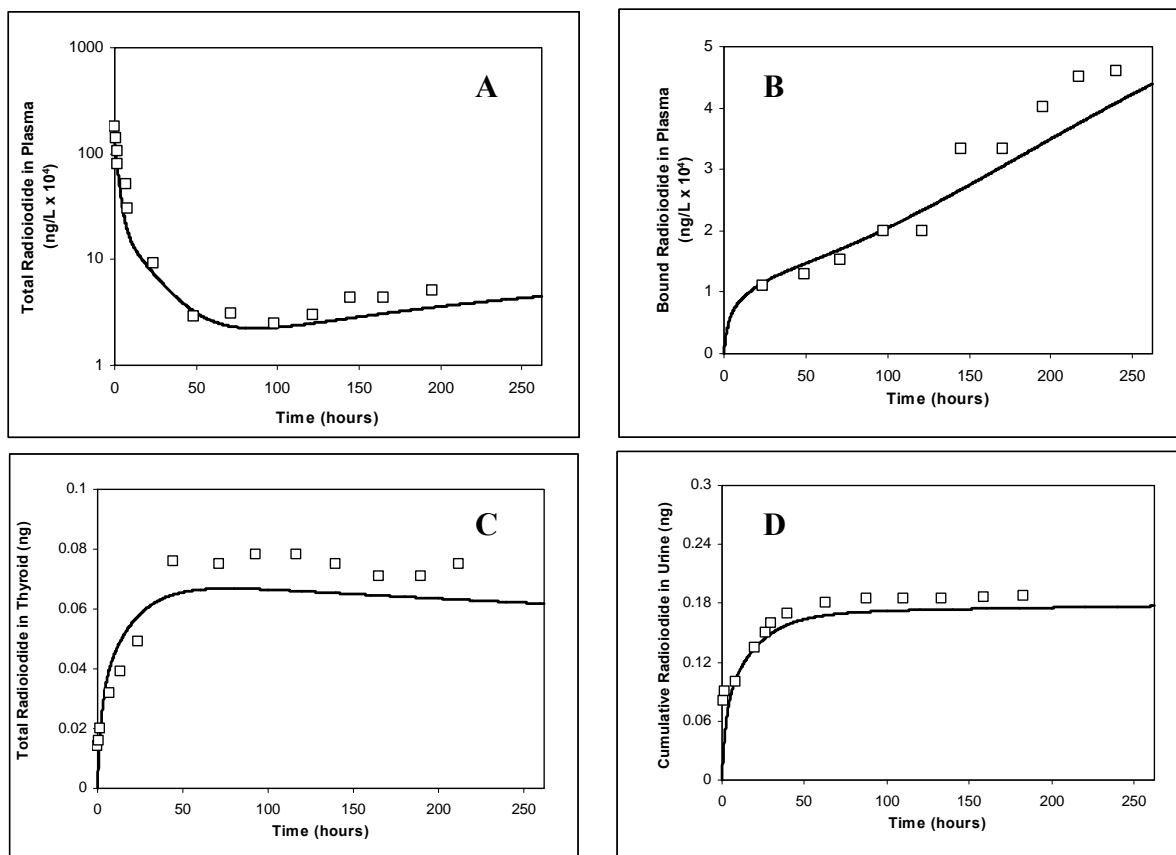 A
Total Radioiodide in Plasma
(ng/L x 10⁴)
1000
100
10
1
0 50 100 150 200 250
Time (hours)
B
Bound Radioiodide in Plasma
(ng/L x 10⁴)
5
4
3
2
1
0
0 50 100 150 200 250
Time (hours)
C
Total Radioiodide in Thyroid (ng)
0.1
0.08
0.06
0.04
0.02
0
0 50 100 150 200 250
Time (hours)
D
Cumulative Radioiodide in Urine (ng)
0.3
0.24
0.18
0.12
0.06
0
0 50 100 150 200 250
Time (hours)